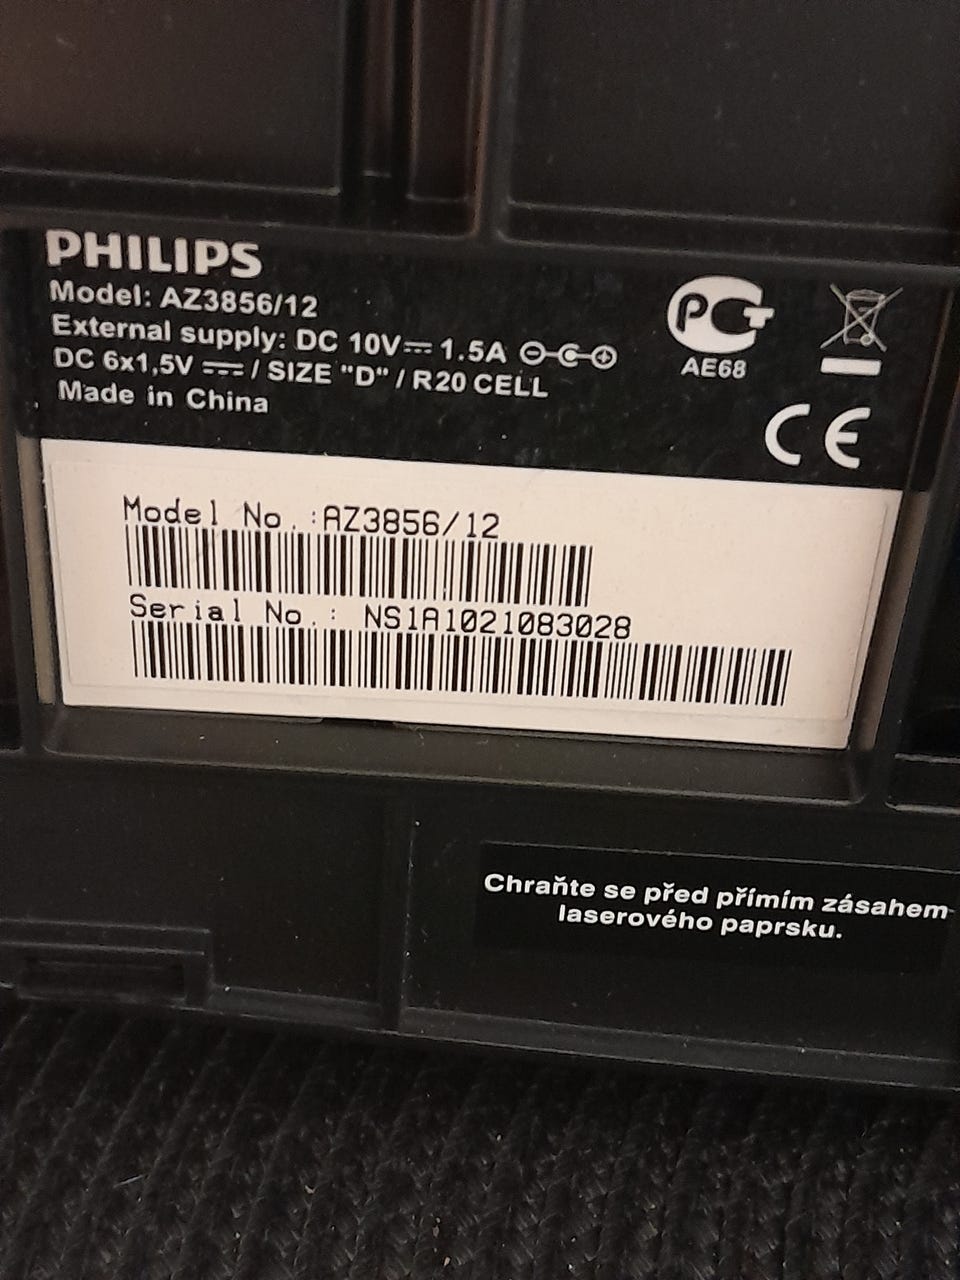 PHILIPS
Model: AZ3856/12
External supply: DC 10V⎓ 1.5A
DC 6x1,5V ⎓ / SIZE "D" / R20 CELL
Made in China
PCT
AE68
CE
Model No.:AZ3856/12
Serial No.: NS1A1021083028
Chraňte se před přímím zásahem
laserového paprsku.